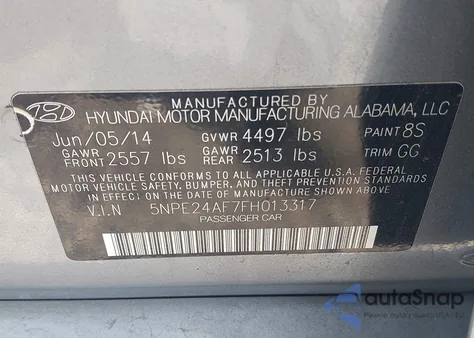 MANUFACTURED BY
HYUNDAI MOTOR MANUFACTURING ALABAMA, LLC
Jun/05/14 GVWR 4497 lbs PAINT 8S
GAWR FRONT 2557 lbs GAWR REAR 2513 lbs TRIM GG
THIS VEHICLE CONFORMS TO ALL APPLICABLE U.S. FEDERAL
MOTOR VEHICLE SAFETY, BUMPER, AND THEFT
IN EFFECT ON THE DATE OF MANUFACTURE SHOWN ABOVE.
V.I.N 5NPE24AF7FH013317
PASSENGER CAR
autoSnap